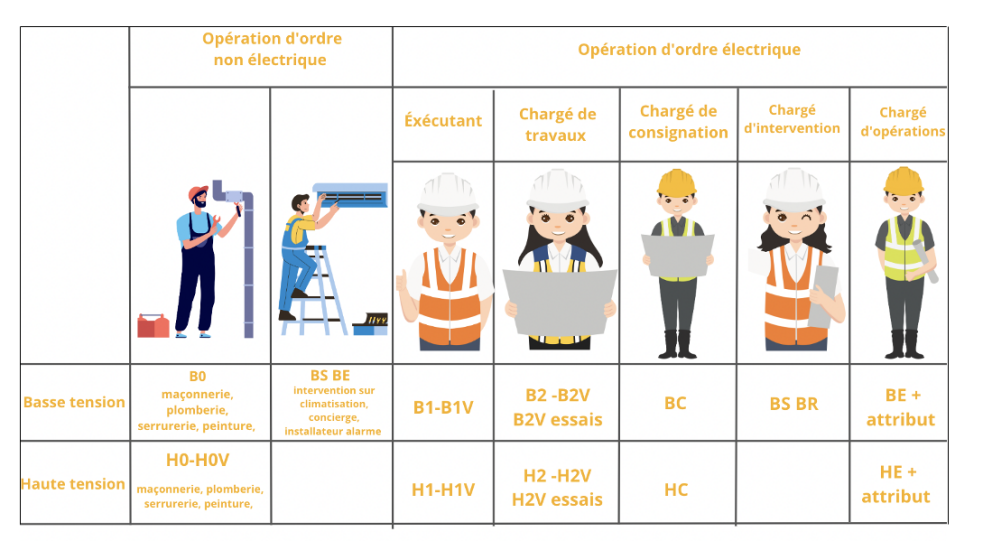 Opération d'ordre
non électrique
Opération d'ordre électrique
Éxécutant
Chargé de
travaux
Chargé de
consignation
Chargé
d'intervention
Chargé
d'opérations
Basse tension
B0
maçonnerie,
plomberie,
serrurerie, peinture,
BS BE
intervention sur
climatisation,
concierge,
installateur alarme
B1-B1V
B2 -B2V
B2V essais
BC
BS BR
BE +
attribut
Haute tension
H0-H0V
maçonnerie, plomberie,
serrurerie, peinture,
H1-H1V
H2 -H2V
H2V essais
HC
HE +
attribut